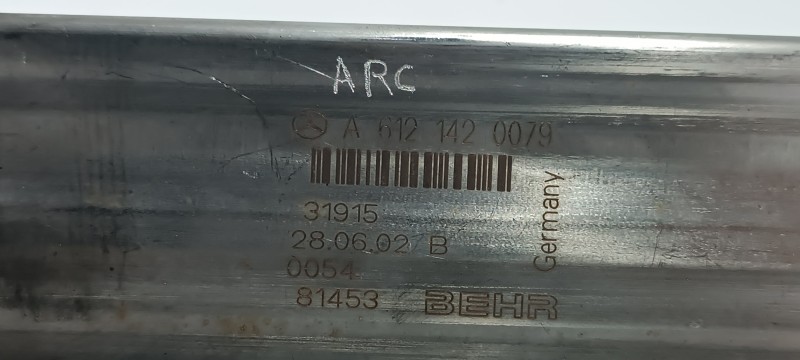 ARC
A 612 142 0079
31915
28.06.02 B
0054
81453 BEHR
Germany